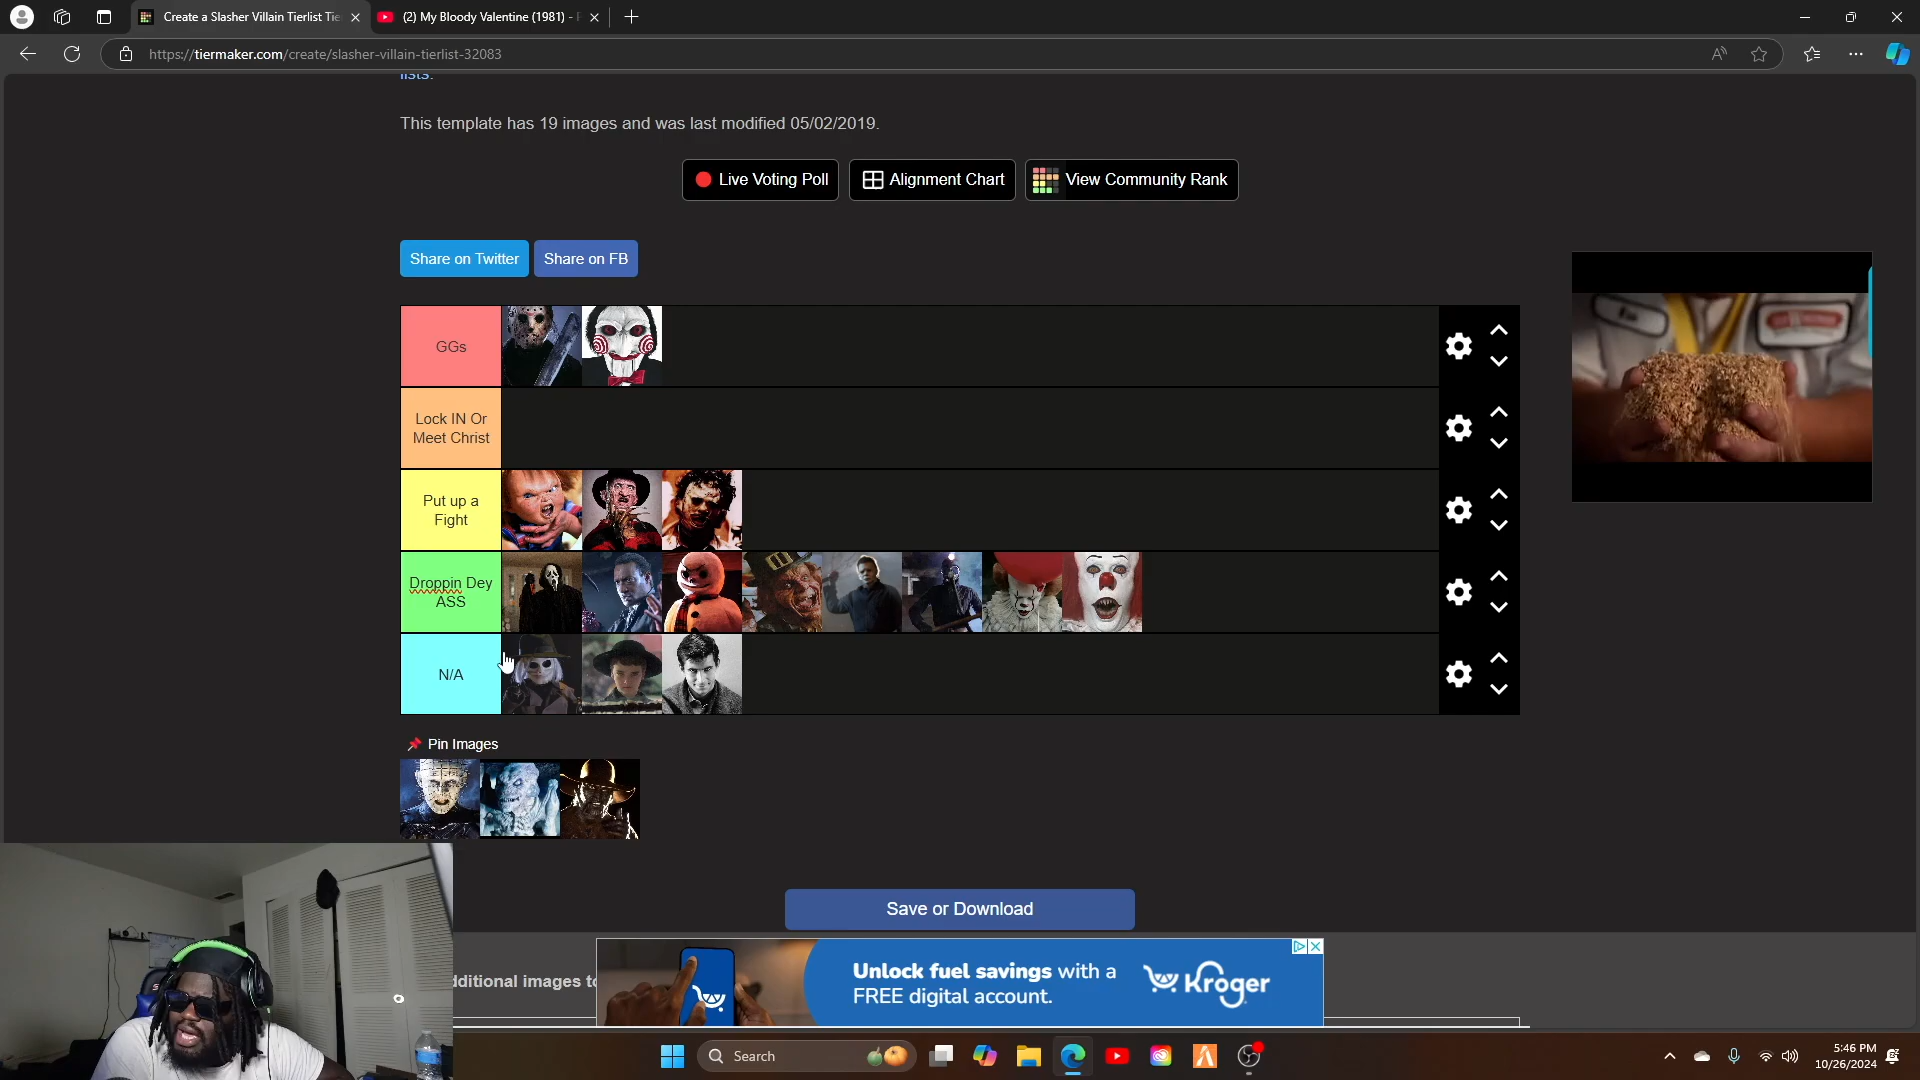 Create a Slasher Villain Tierlist Tie
(2) My Bloody Valentine (1981) -
https://tiermaker.com/create/slasher-villain-tierlist-32083
lists.
This template has 19 images and was last modified 05/02/2019.
Live Voting Poll
Alignment Chart
View Community Rank
Share on Twitter
Share on FB
GGs
Lock IN Or
Meet Christ
Put up a
Fight
Droppin Dey
ASS
N/A
Pin Images
Save or Download
dditional images to
Unlock fuel savings with a
FREE digital account.
Kroger
Search
5:46 PM
10/26/2024